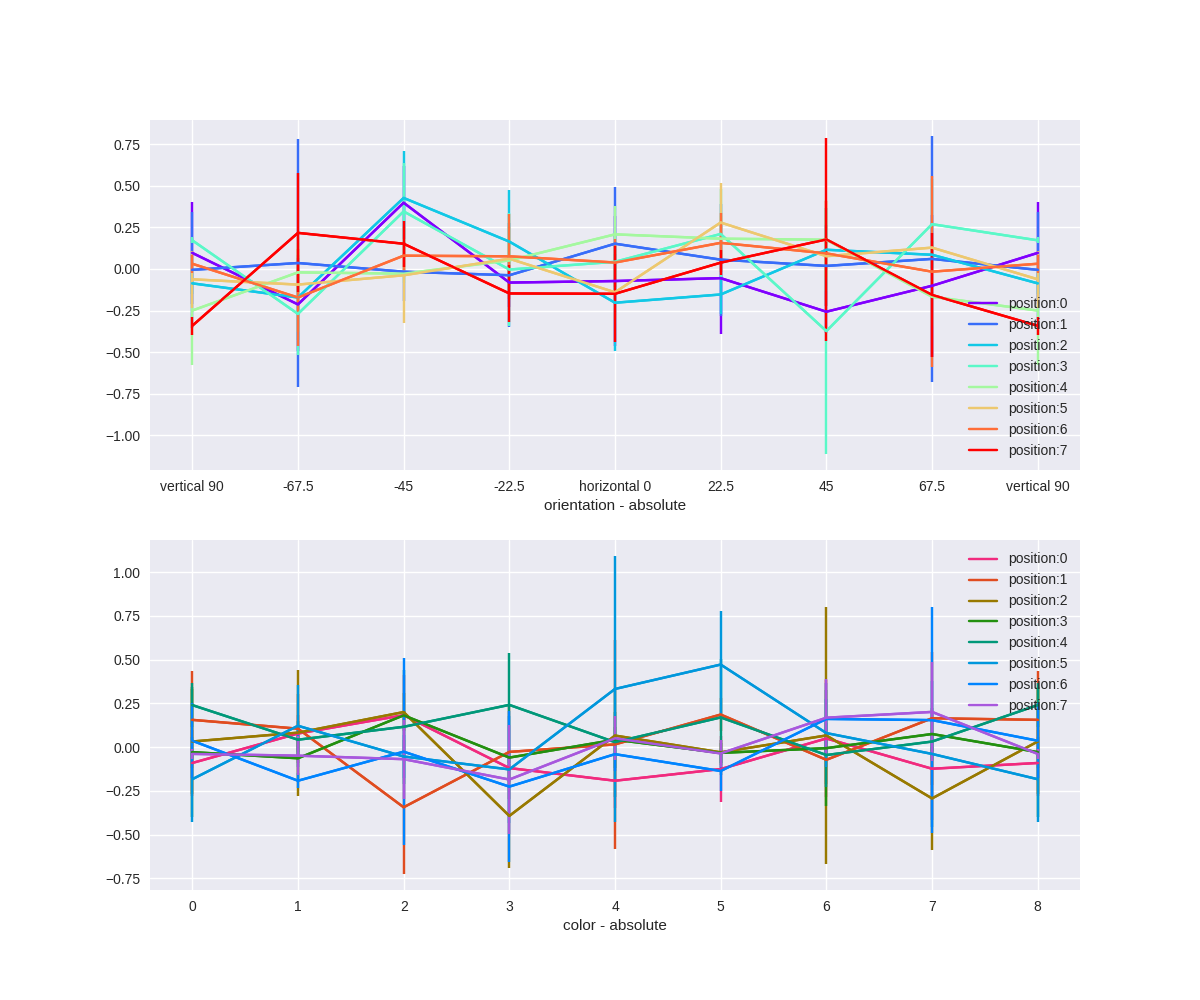 0.75
0.50
0.25
0.00
−0.25
−0.50
−0.75
−1.00
position:0
position:1
position:2
position:3
position:4
position:5
position:6
position:7
vertical 90 -67.5 -45 -22.5 horizontal 0 22.5 45 67.5 vertical 90
orientation - absolute
1.00
0.75
0.50
0.25
0.00
−0.25
−0.50
−0.75
position:0
position:1
position:2
position:3
position:4
position:5
position:6
position:7
0 1 2 3 4 5 6 7 8
color - absolute